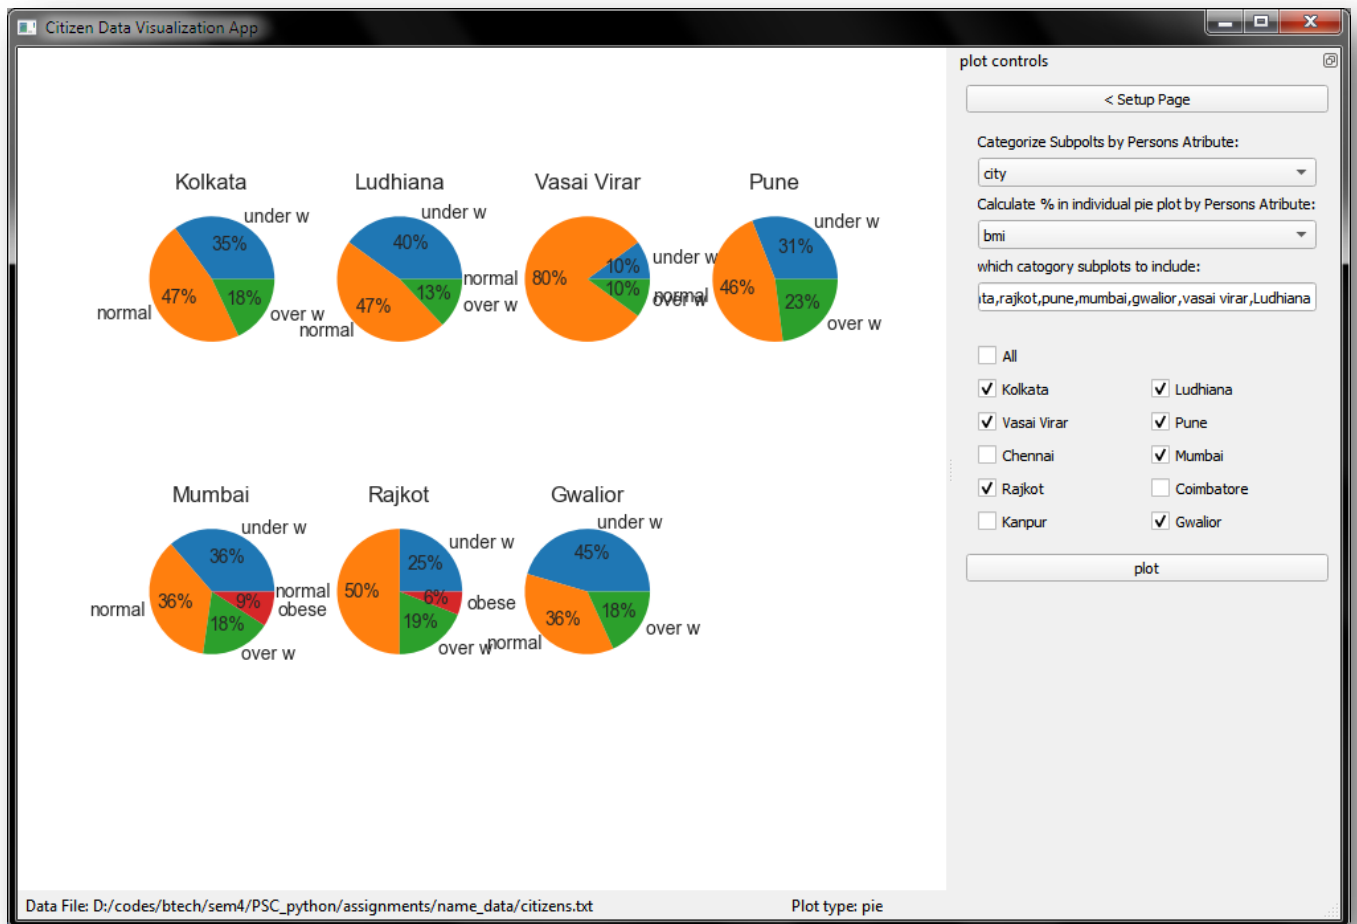 Citizen Data Visualization App
plot controls
< Setup Page
Categorize Subpolts by Persons Atribute:
city
Calculate % in individual pie plot by Persons Atribute:
bmi
which catogory subplots to include:
ta,rajkot,pune,mumbai,gwalior,vasai virar,Ludhiana
All
Kolkata Ludhiana
Vasai Virar Pune
Chennai Mumbai
Rajkot Coimbatore
Kanpur Gwalior
plot
Kolkata
under w
35%
47%
18%
normal
over w
Ludhiana
under w
40%
47%
13%
normal
over w
Vasai Virar
under w
10%
80%
10%
normal
over w
Pune
under w
31%
46%
23%
normal
over w
Mumbai
under w
36%
36%
9%
18%
normal
obese
over w
Rajkot
under w
25%
50%
6%
19%
normal
obese
over w
Gwalior
under w
45%
36%
18%
normal
over w
Data File: D:/codes/btech/sem4/PSC_python/assignments/name_data/citizens.txt
Plot type: pie